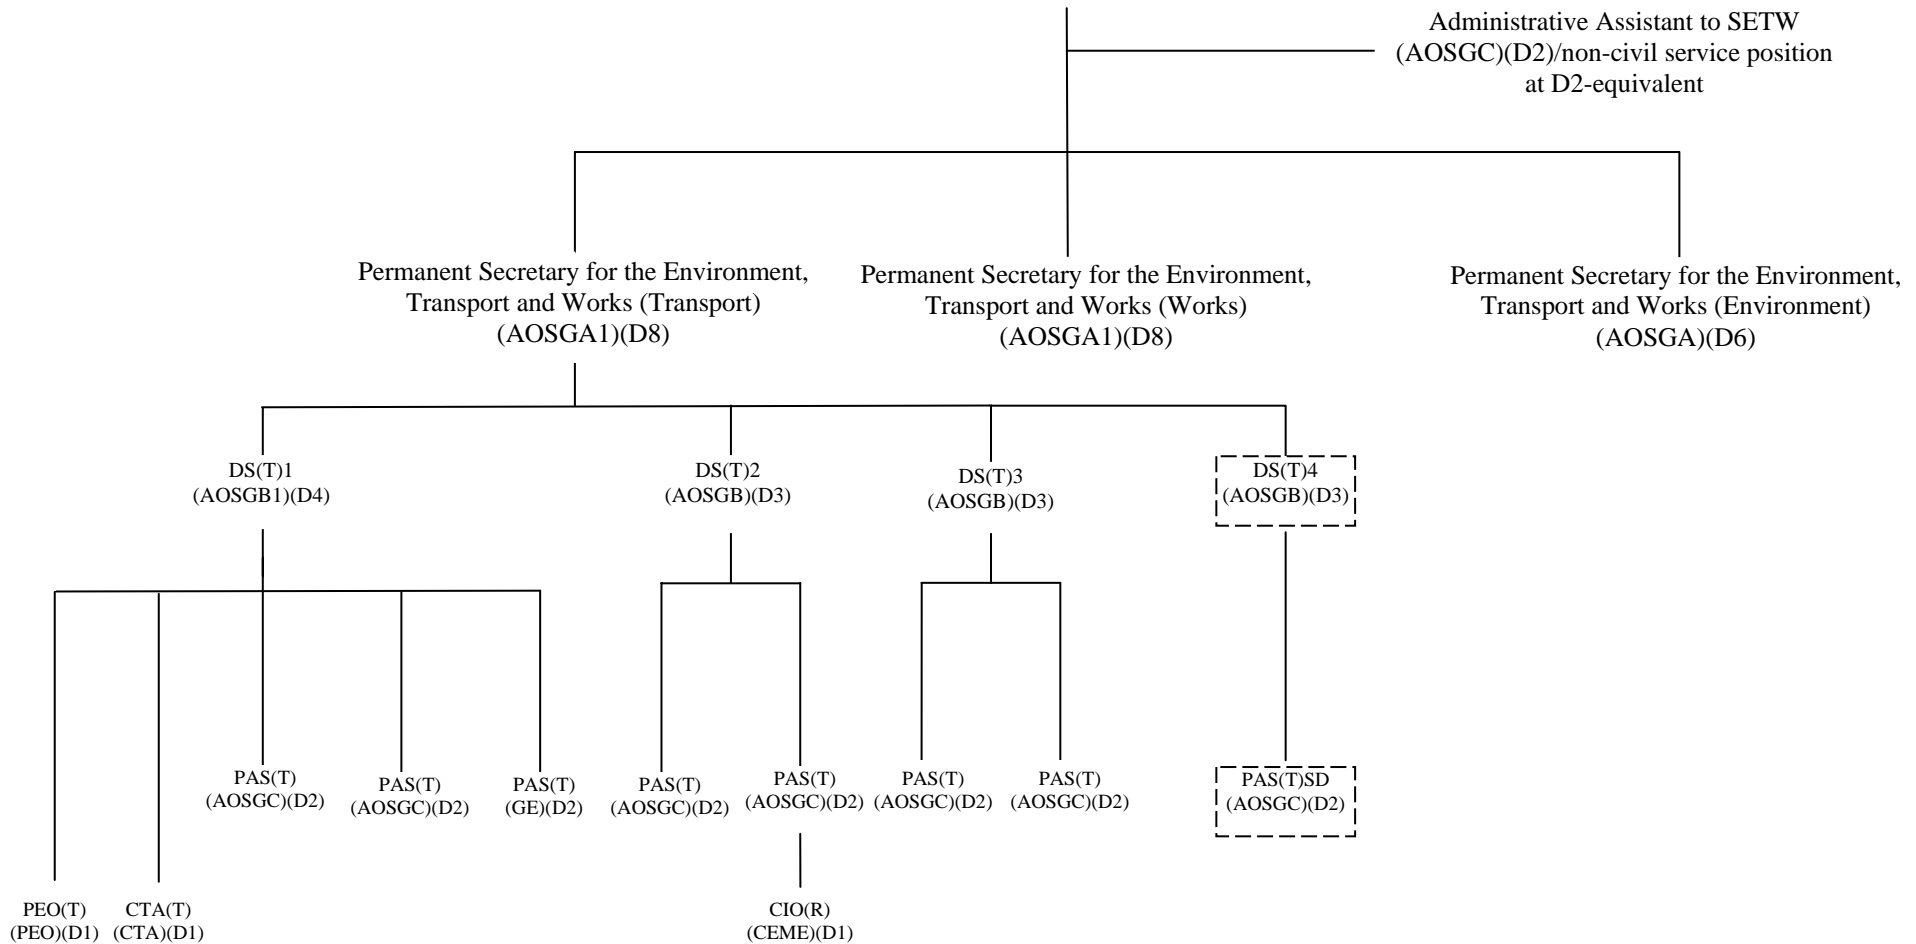 Administrative Assistant to SETW
(AOSGC)(D2)/non-civil service position
at D2-equivalent
Permanent Secretary for the Environment,
Transport and Works (Transport)
(AOSGA1)(D8)
Permanent Secretary for the Environment,
Transport and Works (Works)
(AOSGA1)(D8)
Permanent Secretary for the Environment,
Transport and Works (Environment)
(AOSGA)(D6)
DS(T)1
(AOSGB1)(D4)
DS(T)2
(AOSGB)(D3)
DS(T)3
(AOSGB)(D3)
DS(T)4
(AOSGB)(D3)
PAS(T)
(AOSGC)(D2)
PAS(T)
(AOSGC)(D2)
PAS(T)
(GE)(D2)
PAS(T)
(AOSGC)(D2)
PAS(T)
(AOSGC)(D2)
PAS(T)
(AOSGC)(D2)
PAS(T)
(AOSGC)(D2)
PAS(T)SD
(AOSGC)(D2)
PEO(T)
(PEO)(D1)
CTA(T)
(CTA)(D1)
CIO(R)
(CEME)(D1)